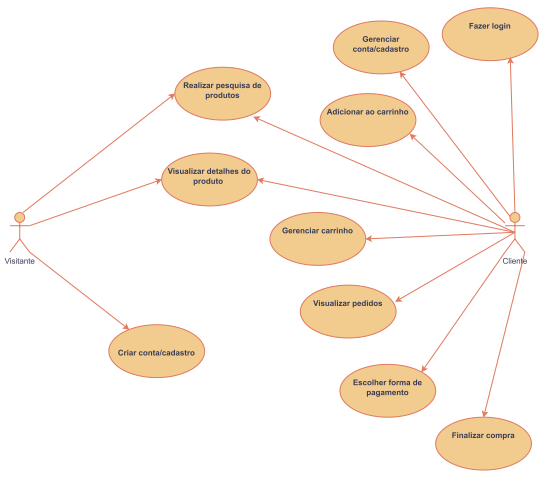 Fazer login
Gerenciar
conta/cadastro
Realizar pesquisa de
produtos
Adicionar ao carrinho
Visualizar detalhes do
produto
Gerenciar carrinho
Visitante
Cliente
Visualizar pedidos
Criar conta/cadastro
Escolher forma de
pagamento
Finalizar compra